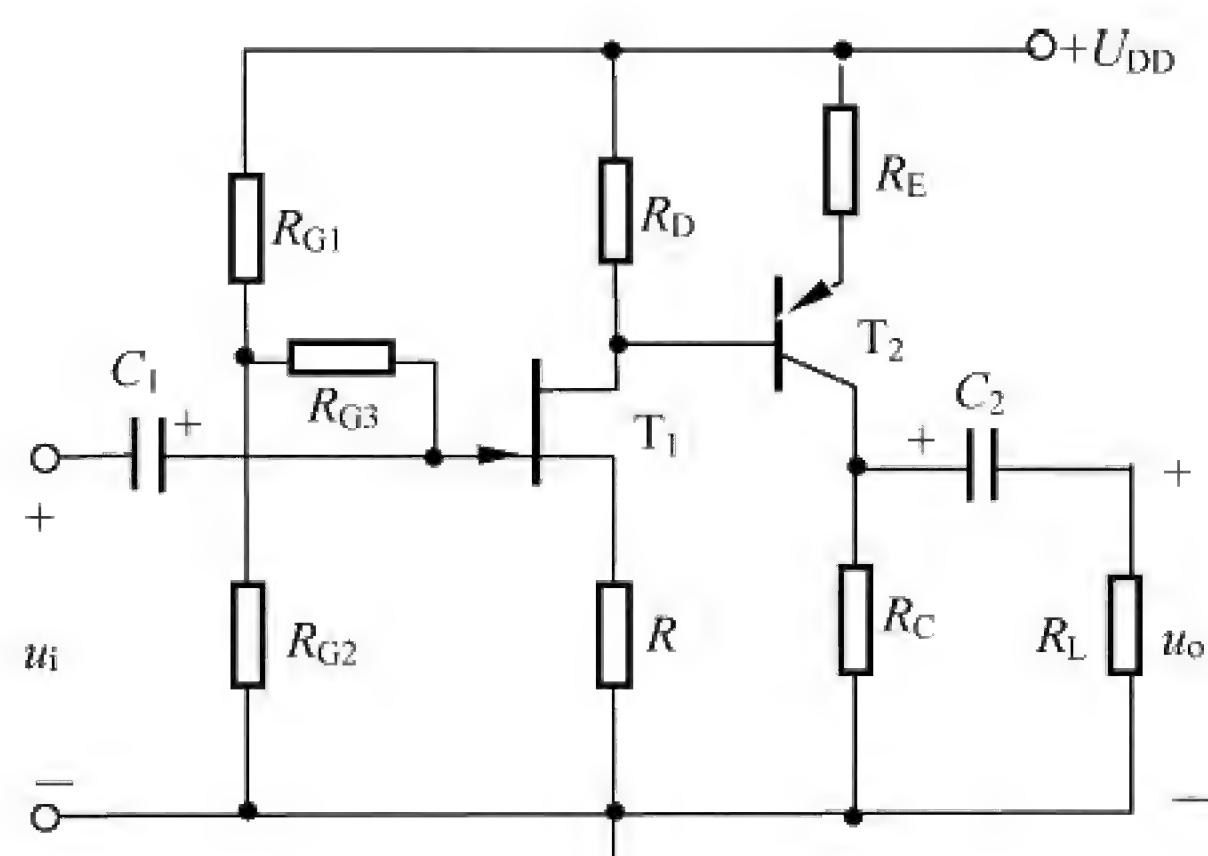 +U_DD
R_E
R_D
R_G1
T_2
C_1
R_G3
T_1
C_2
+
+
+
+
R_C
R_G2
R
R_L
u_i
u_o
−
−